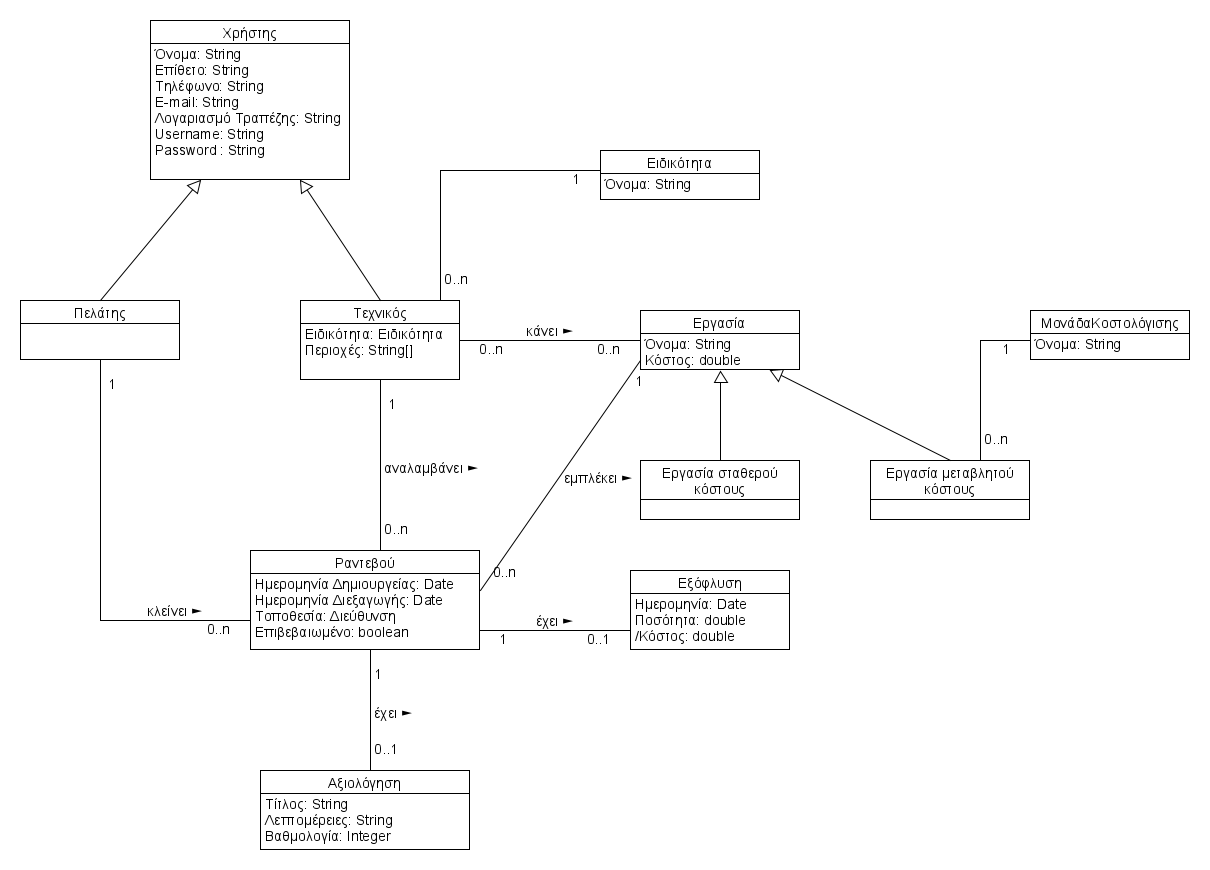 Χρήστης
Όνομα: String
Επίθετο: String
Τηλέφωνο: String
E-mail: String
Λογαριασμό Τραπέζης: String
Username: String
Password : String
Ειδικότητα
Όνομα: String
1
0..n
Πελάτης
Τεχνικός
Ειδικότητα: Ειδικότητα
Περιοχές: String[]
κάνει ►
0..n
0..n
Εργασία
Όνομα: String
Κόστος: double
ΜονάδαΚοστολόγισης
Όνομα: String
1
0..n
1
1
1
αναλαμβάνει ►
εμπλέκει ►
Εργασία σταθερού
κόστους
Εργασία μεταβλητού
κόστους
0..n
0..n
Ραντεβού
Ημερομηνία Δημιουργείας: Date
Ημερομηνία Διεξαγωγής: Date
Τοποθεσία: Διεύθυνση
Επιβεβαιωμένο: boolean
κλείνει ►
0..n
έχει ►
1
0..1
Εξόφλυση
Ημερομηνία: Date
Ποσότητα: double
/Κόστος: double
1
έχει ►
0..1
Αξιολόγηση
Τίτλος: String
Λεπτομέρειες: String
Βαθμολογία: Integer